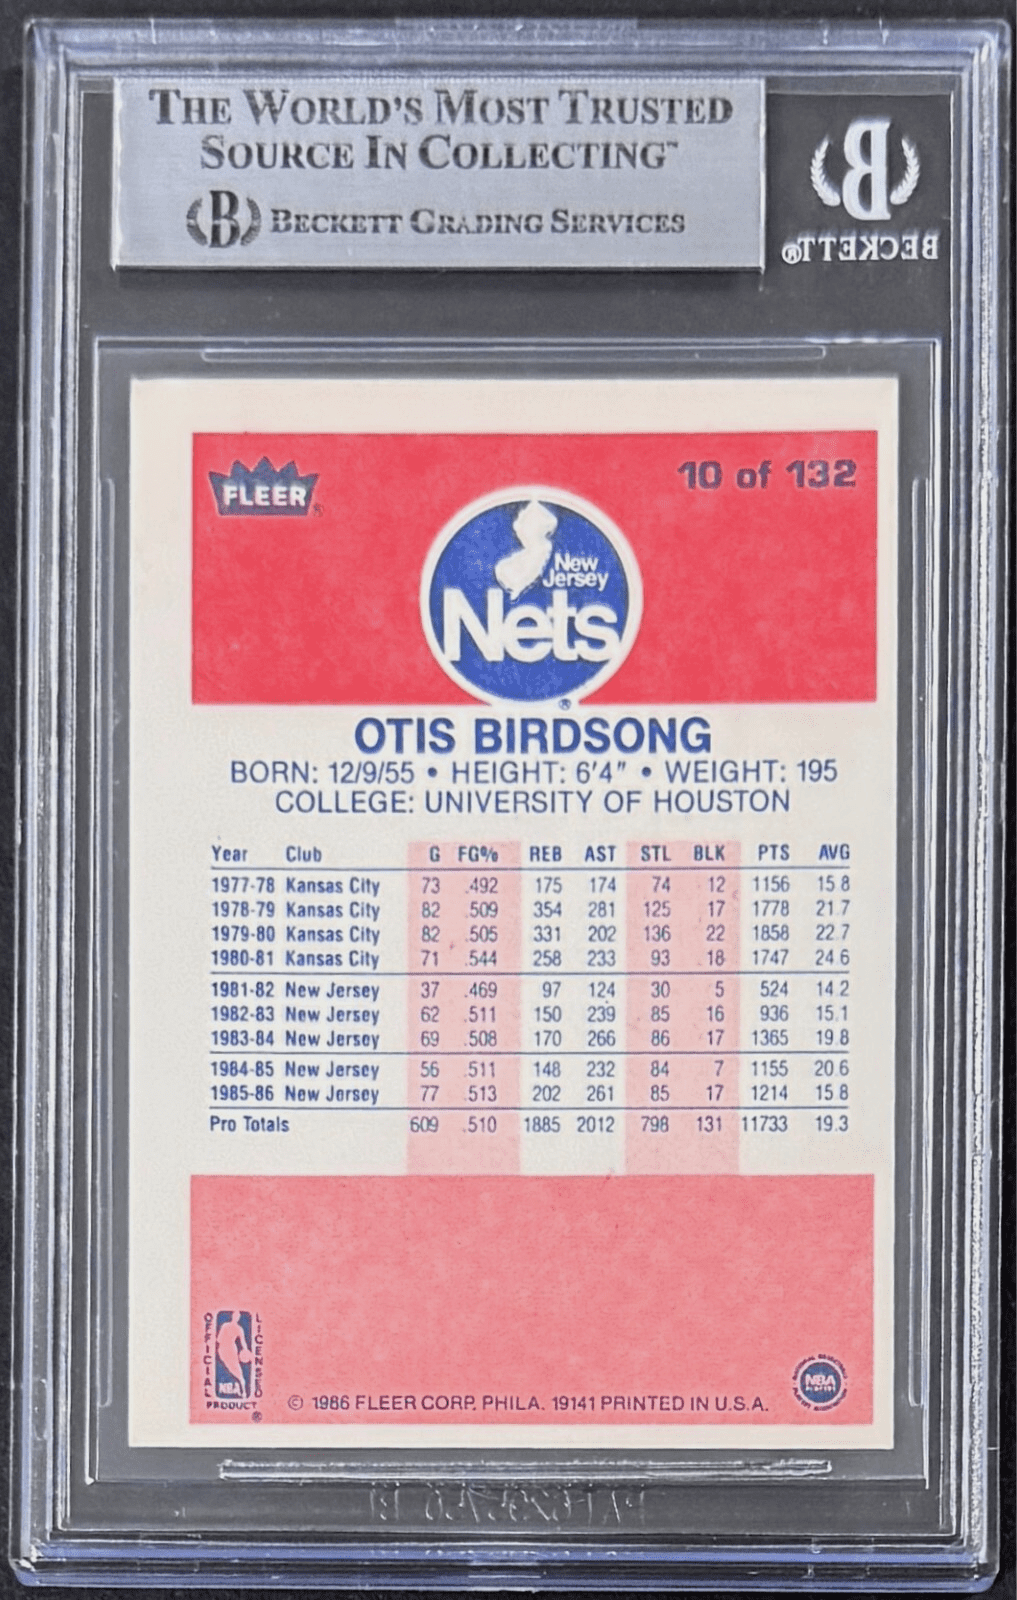 THE WORLD'S MOST TRUSTED
SOURCE IN COLLECTING™
B BECKETT GRADING SERVICES
B
BECKETT®
FLEER®
10 of 132
New
Jersey
Nets
®
OTIS BIRDSONG
BORN: 12/9/55 • HEIGHT: 6'4" • WEIGHT: 195
COLLEGE: UNIVERSITY OF HOUSTON
Year Club G FG% REB AST STL BLK PTS AVG
1977-78 Kansas City 73 .492 175 174 74 12 1156 15.8
1978-79 Kansas City 82 .509 354 281 125 17 1778 21.7
1979-80 Kansas City 82 .505 331 202 136 22 1858 22.7
1980-81 Kansas City 71 .544 258 233 93 18 1747 24.6
1981-82 New Jersey 37 .469 97 124 30 5 524 14.2
1982-83 New Jersey 62 .511 150 239 85 16 936 15.1
1983-84 New Jersey 69 .508 170 266 86 17 1365 19.8
1984-85 New Jersey 56 .511 148 232 84 7 1155 20.6
1985-86 New Jersey 77 .513 202 261 85 17 1214 15.8
Pro Totals 609 .510 1885 2012 798 131 11733 19.3
OFFICIAL
LICENSED
NBA
PRODUCT
®
© 1986 FLEER CORP. PHILA. 19141 PRINTED IN U.S.A.
NBA
PLAYERS